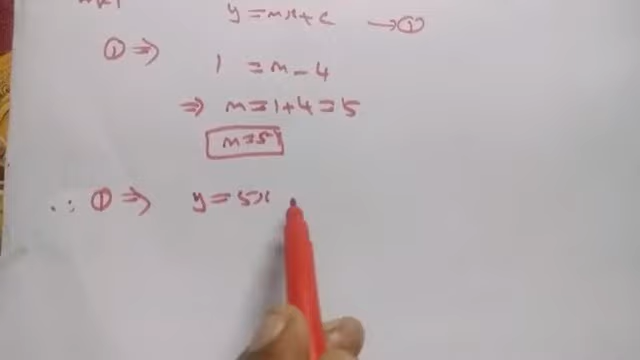 y = mx + c → ①
① ⇒ 1 = m - 4
⇒ m = 1 + 4 = 5
m = 5
∴ ① ⇒ y = 5x